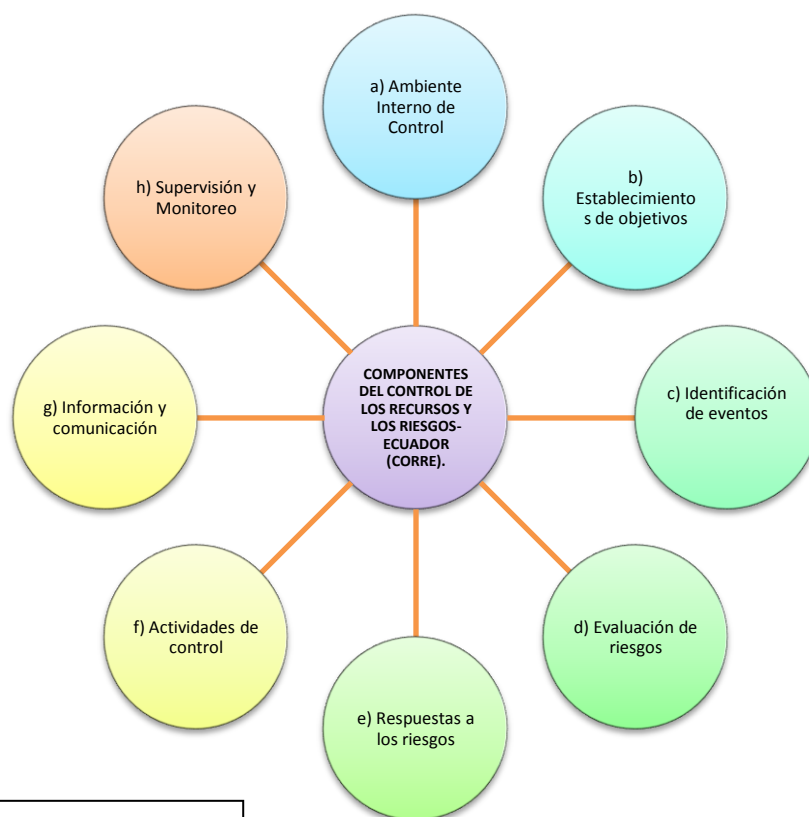 a) Ambiente
Interno de
Control
b)
Establecimiento
s de objetivos
c) Identificación
de eventos
d) Evaluación de
riesgos
e) Respuestas a
los riesgos
f) Actividades de
control
g) Información y
comunicación
h) Supervisión y
Monitoreo
COMPONENTES
DEL CONTROL DE
LOS RECURSOS Y
LOS RIESGOS-
ECUADOR
(CORRE).